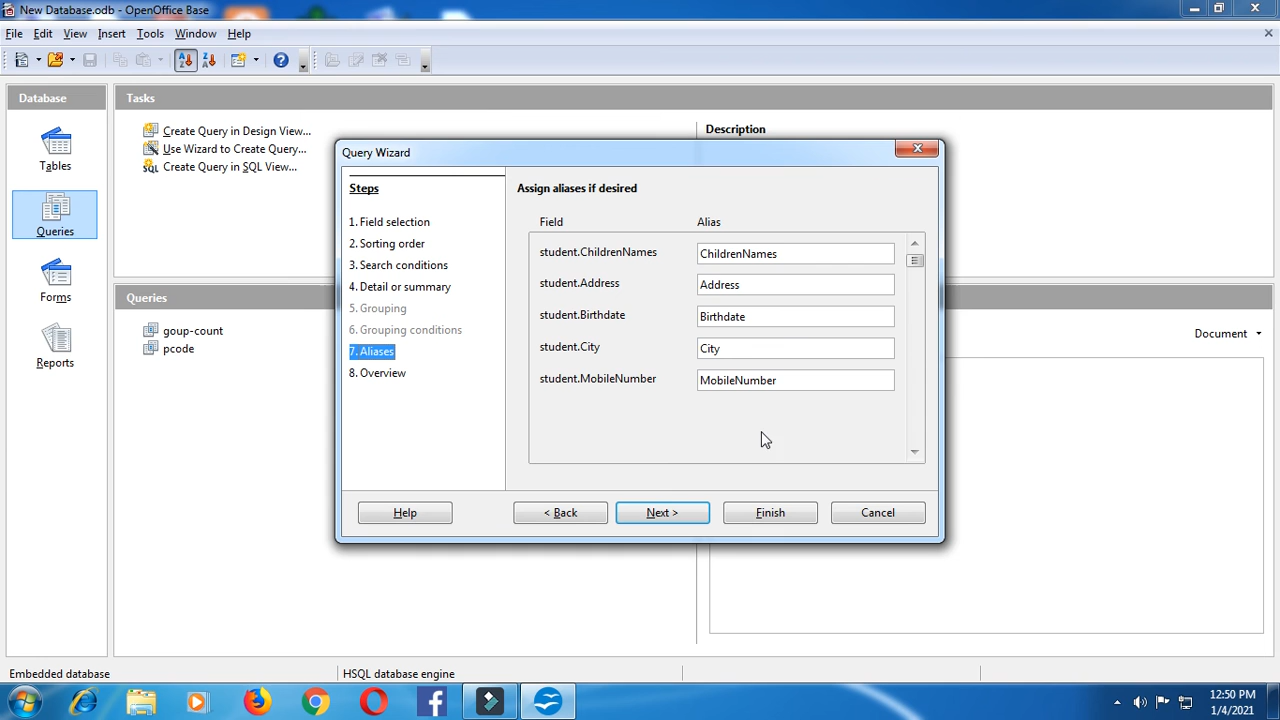 New Database.odb - OpenOffice Base
File Edit View Insert Tools Window Help
Database
Tables
Queries
Forms
Reports
Tasks
Create Query in Design View...
Use Wizard to Create Query...
SQL Create Query in SQL View...
Description
Queries
goup-count
pcode
Document
Query Wizard
Steps
1. Field selection
2. Sorting order
3. Search conditions
4. Detail or summary
5. Grouping
6. Grouping conditions
7. Aliases
8. Overview
Assign aliases if desired
Field Alias
student.ChildrenNames ChildrenNames
student.Address Address
student.Birthdate Birthdate
student.City City
student.MobileNumber MobileNumber
Help < Back Next > Finish Cancel
Embedded database HSQL database engine
12:50 PM
1/4/2021